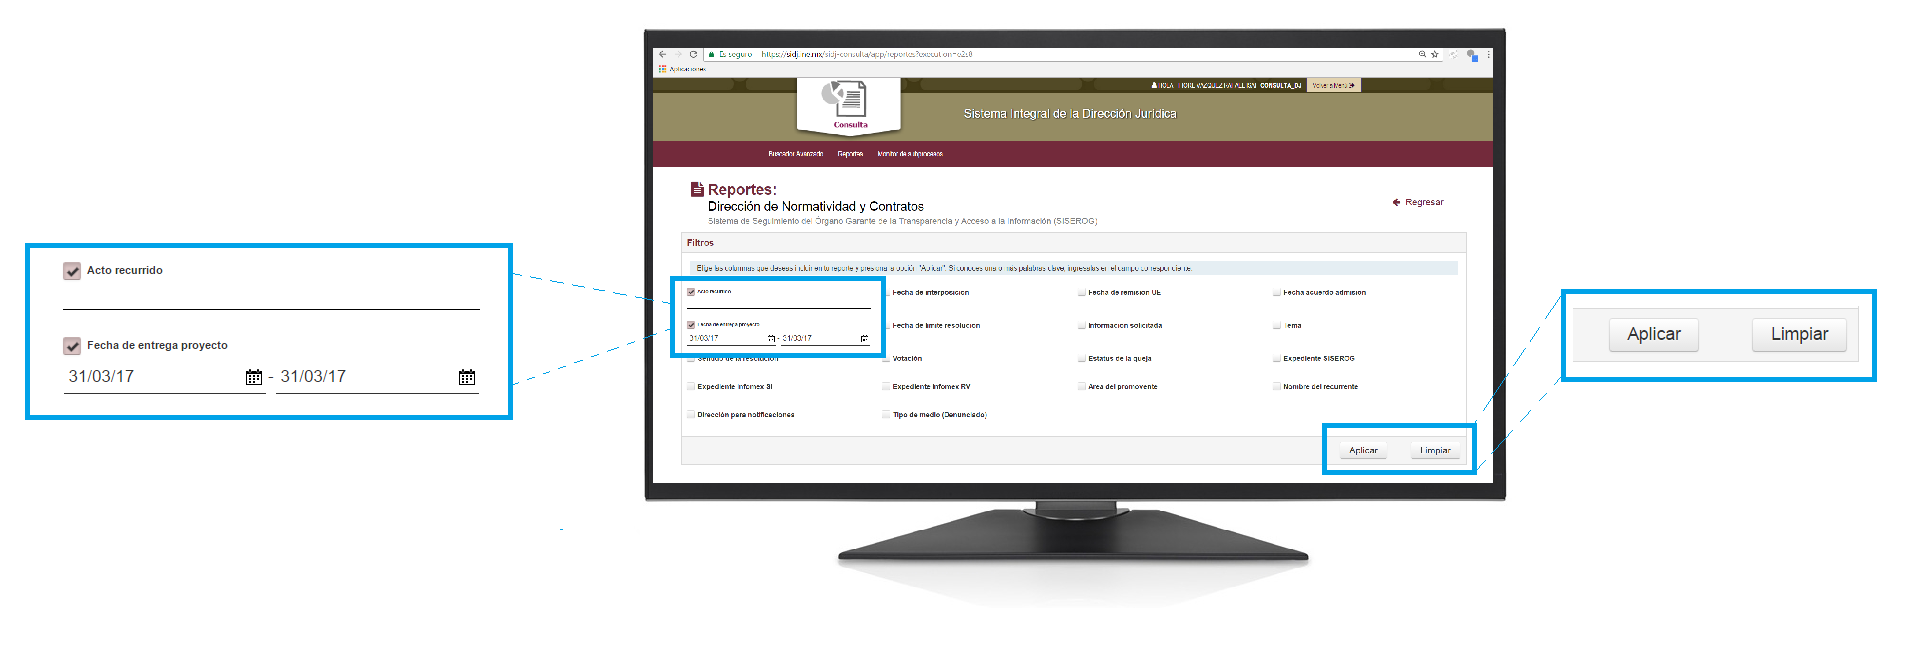 Es seguro https://sidj.ine.mx/sidj-consulta/app/reportes?execution=e2s8
Aplicaciones
HOLA CONSULTA_DJ Volver a Menú
Consulta
Sistema Integral de la Dirección Jurídica
Buscador Avanzado Reportes Monitor de subprocesos
Reportes:
Dirección de Normatividad y Contratos
Sistema de Seguimiento del Órgano Garante de la Transparencia y Acceso a la Información (SISEROG)
Regresar
Filtros
Elige las columnas que deseas incluir en tu reporte y presiona la opción "Aplicar". Si conoces una o más palabras clave, ingresalas en el campo correspondiente.
Acto recurrido Fecha de interposición Fecha de remisión UE Fecha acuerdo admisión
Fecha de entrega proyecto Fecha de límite resolución Información solicitada Tema
31/03/17 - 31/03/17
Sentido de la resolución Votación Estatus de la queja Expediente SISEROG
Expediente Infomex SI Expediente Infomex RV Área del promovente Nombre del recurrente
Dirección para notificaciones Tipo de medio (Denunciado)
Aplicar Limpiar
Acto recurrido
Fecha de entrega proyecto
31/03/17 - 31/03/17
Aplicar Limpiar